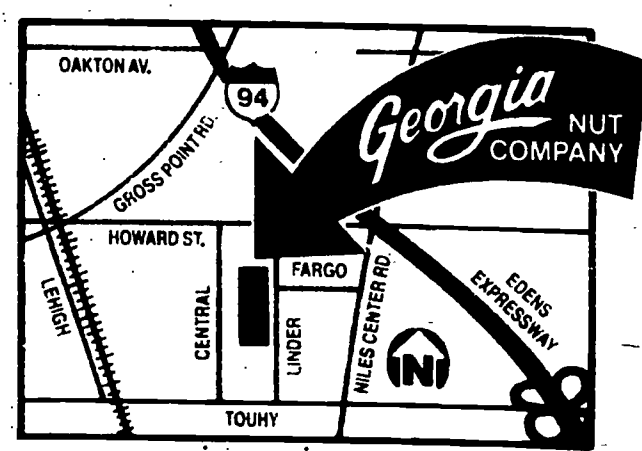 OAKTON AV.
94
Georgia
NUT
COMPANY
GROSS POINT RD.
HOWARD ST.
FARGO
LEHIGH
CENTRAL
LINDER
NILES CENTER RD.
EDENS
EXPRESSWAY
N
TOUHY